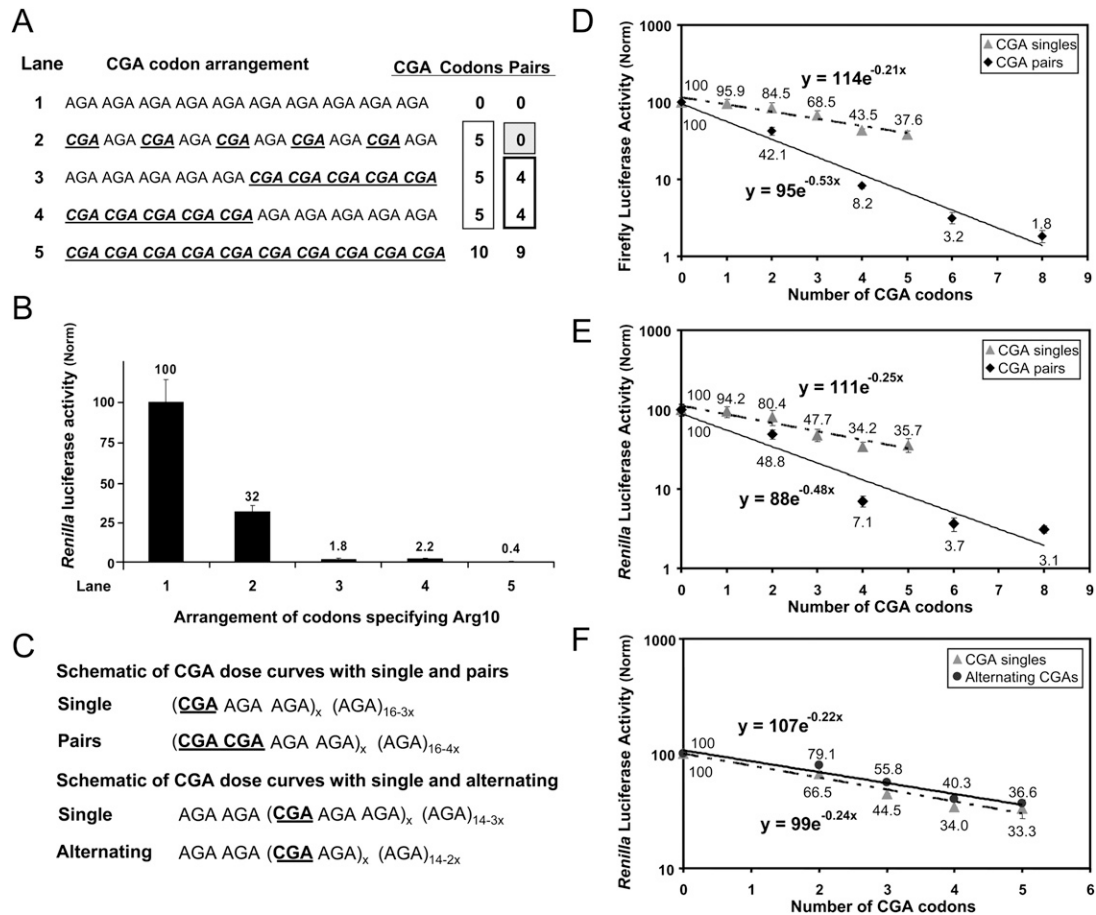 A
Lane CGA codon arrangement CGA Codons Pairs
1 AGA AGA AGA AGA AGA AGA AGA AGA AGA AGA 0 0
2 CGA AGA CGA AGA CGA AGA CGA AGA CGA AGA 5 0
3 AGA AGA AGA AGA AGA CGA CGA CGA CGA CGA 5 4
4 CGA CGA CGA CGA CGA AGA AGA AGA AGA AGA 5 4
5 CGA CGA CGA CGA CGA CGA CGA CGA CGA CGA 10 9
B
Renilla luciferase activity (Norm)
100
75
50
25
0
100
32
1.8
2.2
0.4
Lane 1 2 3 4 5
Arrangement of codons specifying Arg10
C
Schematic of CGA dose curves with single and pairs
Single (CGA AGA AGA)x (AGA)16-3x
Pairs (CGA CGA AGA AGA)x (AGA)16-4x
Schematic of CGA dose curves with single and alternating
Single AGA AGA (CGA AGA AGA)x (AGA)14-3x
Alternating AGA AGA (CGA AGA)x (AGA)14-2x
D
Firefly Luciferase Activity (Norm)
1000
100
10
1
CGA singles
CGA pairs
y = 114e-0.21x
100 95.9 84.5 68.5 43.5 37.6
100 42.1 8.2 3.2 1.8
y = 95e-0.53x
0 1 2 3 4 5 6 7 8 9
Number of CGA codons
E
Renilla Luciferase Activity (Norm)
1000
100
10
1
CGA singles
CGA pairs
y = 111e-0.25x
100 94.2 80.4 47.7 34.2 35.7
100 48.8 7.1 3.7 3.1
y = 88e-0.48x
0 1 2 3 4 5 6 7 8 9
Number of CGA codons
F
Renilla Luciferase Activity (Norm)
1000
100
10
CGA singles
Alternating CGAs
y = 107e-0.22x
100 79.1 55.8 40.3 36.6
100 66.5 44.5 34.0 33.3
y = 99e-0.24x
0 1 2 3 4 5 6
Number of CGA codons